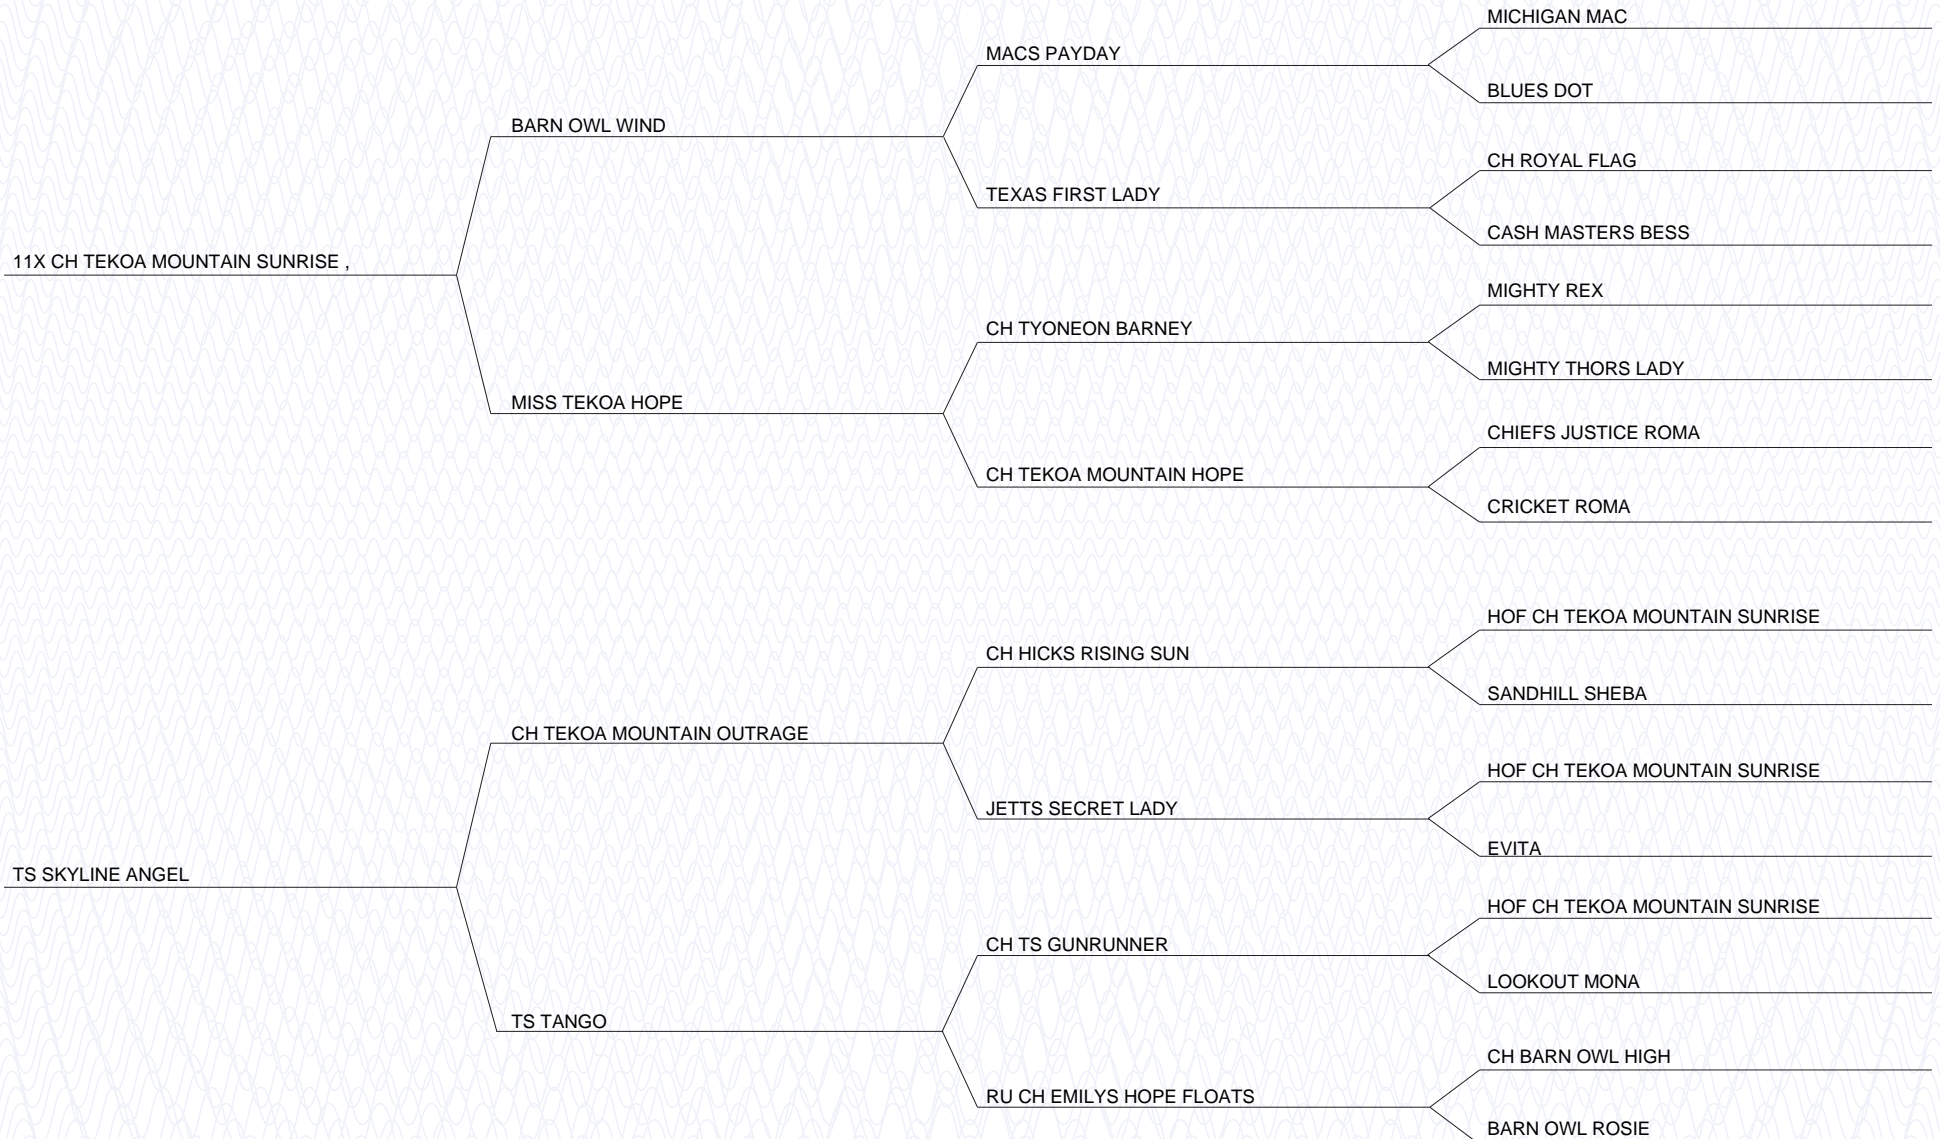 MICHIGAN MAC
MACS PAYDAY
BLUES DOT
BARN OWL WIND
CH ROYAL FLAG
TEXAS FIRST LADY
CASH MASTERS BESS
11X CH TEKOA MOUNTAIN SUNRISE ,
MIGHTY REX
CH TYONEON BARNEY
MIGHTY THORS LADY
MISS TEKOA HOPE
CHIEFS JUSTICE ROMA
CH TEKOA MOUNTAIN HOPE
CRICKET ROMA
HOF CH TEKOA MOUNTAIN SUNRISE
CH HICKS RISING SUN
SANDHILL SHEBA
CH TEKOA MOUNTAIN OUTRAGE
HOF CH TEKOA MOUNTAIN SUNRISE
JETTS SECRET LADY
EVITA
TS SKYLINE ANGEL
HOF CH TEKOA MOUNTAIN SUNRISE
CH TS GUNRUNNER
LOOKOUT MONA
TS TANGO
CH BARN OWL HIGH
RU CH EMILYS HOPE FLOATS
BARN OWL ROSIE